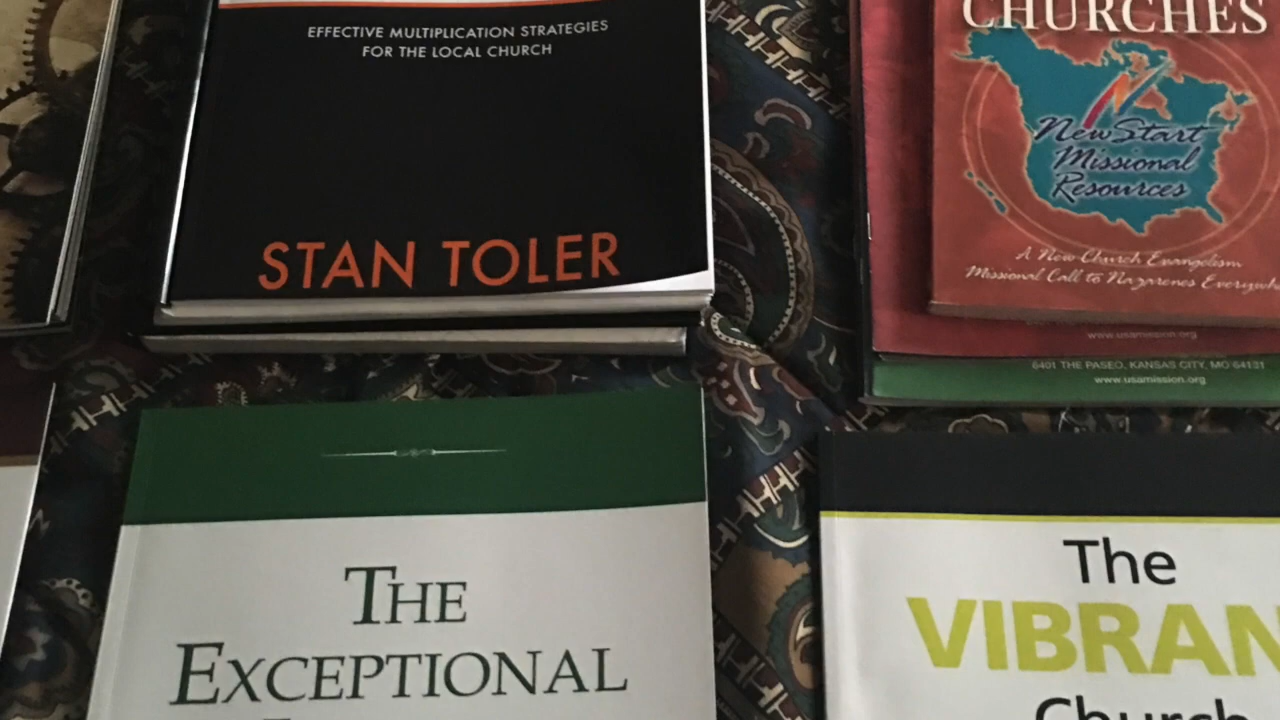 EFFECTIVE MULTIPLICATION STRATEGIES
FOR THE LOCAL CHURCH
STAN TOLER
CHURCHES
NewStart
Missional
Resources
A New Church Evangelism
Missional Call to Nazarenes
www.usamission.org
6401 THE PASEO, KANSAS CITY, MO 64131
www.usamission.org
THE
EXCEPTIONAL
The
VIBRAN
Church